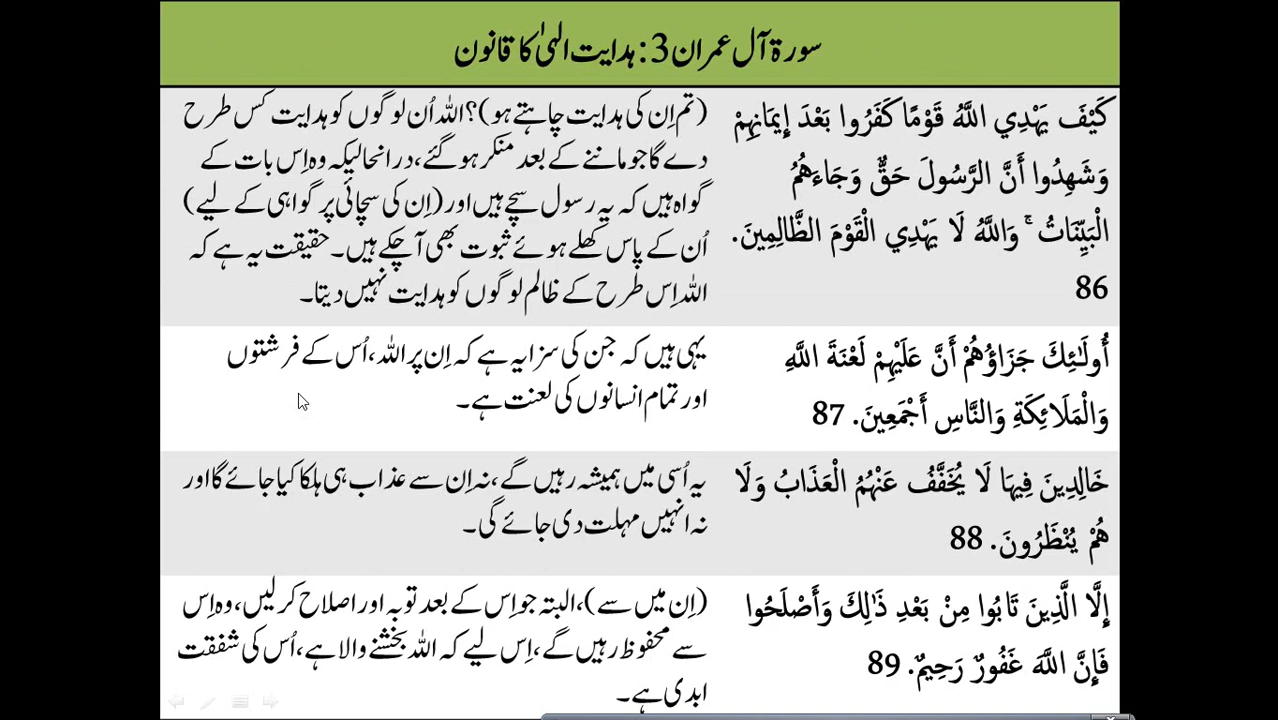 سورۃ آل عمران 3: ہدایت الٰہی کا قانون
كَيْفَ يَهْدِي اللَّهُ قَوْمًا كَفَرُوا بَعْدَ إِيمَانِهِمْ
وَشَهِدُوا أَنَّ الرَّسُولَ حَقٌّ وَجَاءَهُمُ
الْبَيِّنَاتُ ۚ وَاللَّهُ لَا يَهْدِي الْقَوْمَ الظَّالِمِينَ.
86
(تم اِن کی ہدایت چاہتے ہو)؟ اللہ اُن لوگوں کو ہدایت کس طرح
دے گا جو ماننے کے بعد منکر ہو گئے، درانحالیکہ وہ اِس بات کے
گواہ ہیں کہ یہ رسول سچے ہیں اور (اِن کی سچائی پر گواہی کے لیے)
اُن کے پاس کھلے ہوئے ثبوت بھی آ چکے ہیں۔ حقیقت یہ ہے کہ
اللہ اِس طرح کے ظالم لوگوں کو ہدایت نہیں دیتا۔
أُولَٰئِكَ جَزَاؤُهُمْ أَنَّ عَلَيْهِمْ لَعْنَةَ اللَّهِ
وَالْمَلَائِكَةِ وَالنَّاسِ أَجْمَعِينَ. 87
یہی ہیں کہ جن کی سزا یہ ہے کہ اِن پر اللہ، اُس کے فرشتوں
اور تمام انسانوں کی لعنت ہے۔
خَالِدِينَ فِيهَا لَا يُخَفَّفُ عَنْهُمُ الْعَذَابُ وَلَا
هُمْ يُنْظَرُونَ. 88
یہ اُسی میں ہمیشہ رہیں گے، نہ اِن سے عذاب ہی ہلکا کیا جائے گا اور
نہ انہیں مہلت دی جائے گی۔
إِلَّا الَّذِينَ تَابُوا مِنْ بَعْدِ ذَٰلِكَ وَأَصْلَحُوا
فَإِنَّ اللَّهَ غَفُورٌ رَحِيمٌ. 89
(اِن میں سے)، البتہ جو اِس کے بعد توبہ اور اصلاح کر لیں، وہ اِس
سے محفوظ رہیں گے، اِس لیے کہ اللہ بخشنے والا ہے، اُس کی شفقت
ابدی ہے۔